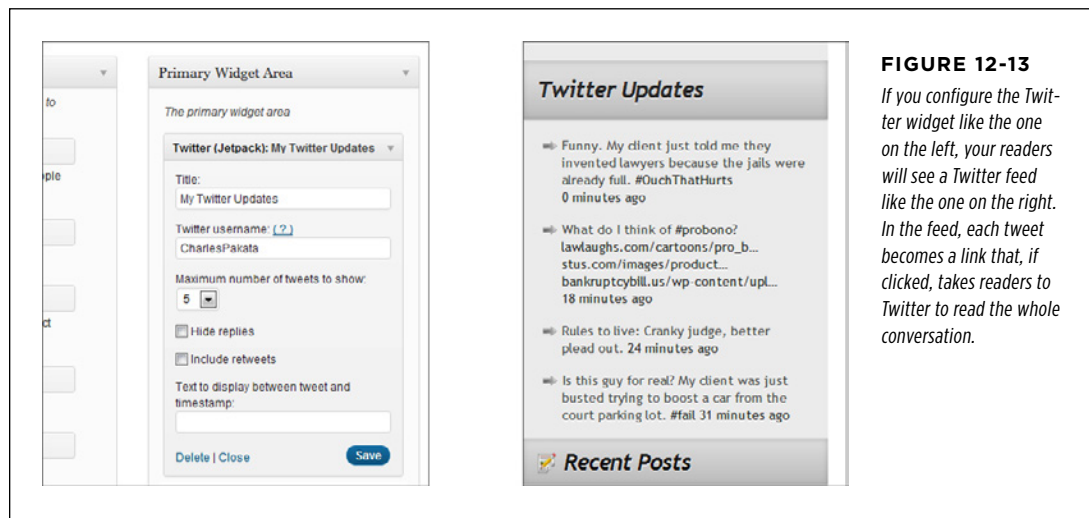 to
ople
ct
Primary Widget Area
The primary widget area
Twitter (Jetpack): My Twitter Updates
Title:
My Twitter Updates
Twitter username: (?)
CharlesPakata
Maximum number of tweets to show:
5
Hide replies
Include retweets
Text to display between tweet and
timestamp:
Delete | Close
Save
Twitter Updates
Funny. My client just told me they
invented lawyers because the jails were
already full. #OuchThatHurts
0 minutes ago
What do I think of #probono?
lawlaughs.com/cartoons/pro_b...
stus.com/images/product...
bankruptcybill.us/wp-content/upl...
18 minutes ago
Rules to live: Cranky judge, better
plead out. 24 minutes ago
Is this guy for real? My client was just
busted trying to boost a car from the
court parking lot. #fail 31 minutes ago
Recent Posts
FIGURE 12-13
If you configure the Twit-
ter widget like the one
on the left, your readers
will see a Twitter feed
like the one on the right.
In the feed, each tweet
becomes a link that, if
clicked, takes readers to
Twitter to read the whole
conversation.